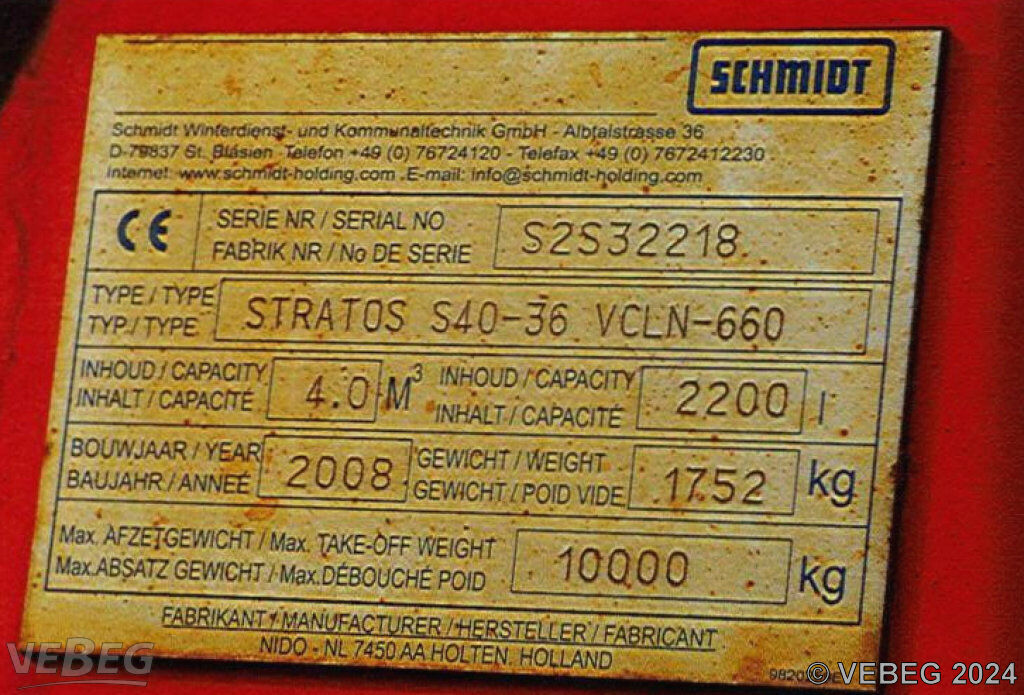 SCHMIDT
Schmidt Winterdienst- und Kommunaltechnik GmbH - Albtalstrasse 36
D-79837 St. Blasien Telefon +49 (0) 76724120 - Telefax +49 (0) 7672412230
Internet: www.schmidt-holding.com E-mail: info@schmidt-holding.com
CE SERIE NR / SERIAL NO S2S32218
FABRIK NR / No DE SERIE
TYPE / TYPE STRATOS S40-36 VCLN-660
TYP. / TYPE
INHOUD / CAPACITY 4.0 M³ INHOUD / CAPACITY 2200 l
INHALT / CAPACITÉ INHALT / CAPACITÉ
BOUWJAAR / YEAR 2008 GEWICHT / WEIGHT 1752 kg
BAUJAHR / ANNEÉ GEWICHT / POID VIDE
Max. AFZETGEWICHT / Max. TAKE-OFF WEIGHT 10000 kg
Max.ABSATZ GEWICHT / Max.DÉBOUCHÉ POID
FABRIKANT / MANUFACTURER / HERSTELLER / FABRICANT
NIDO - NL 7450 AA HOLTEN HOLLAND
VEBEG
© VEBEG 2024